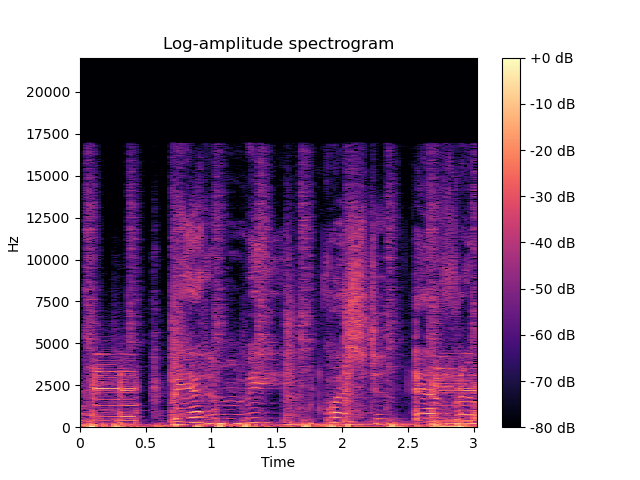 Log-amplitude spectrogram
Hz
20000
17500
15000
12500
10000
7500
5000
2500
0
0 0.5 1 1.5 2 2.5 3
Time
+0 dB
-10 dB
-20 dB
-30 dB
-40 dB
-50 dB
-60 dB
-70 dB
-80 dB